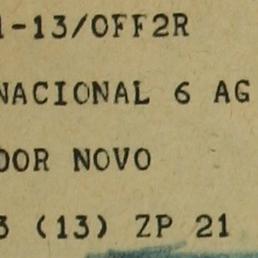 1-13/OFF2R
NACIONAL 6 AG
DOR NOVO
3 (13) ZP 21